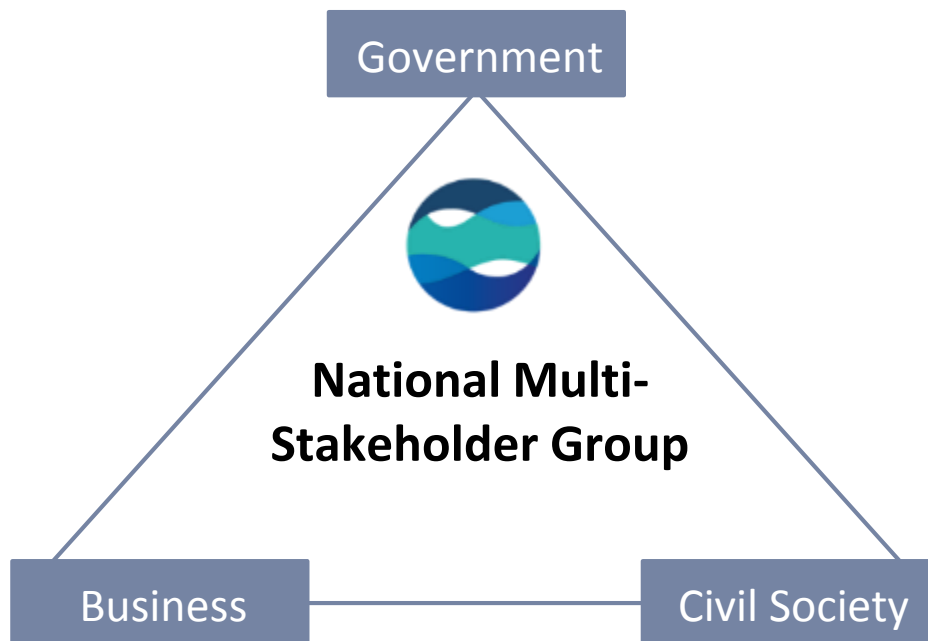 Government
National Multi-
Stakeholder Group
Business
Civil Society